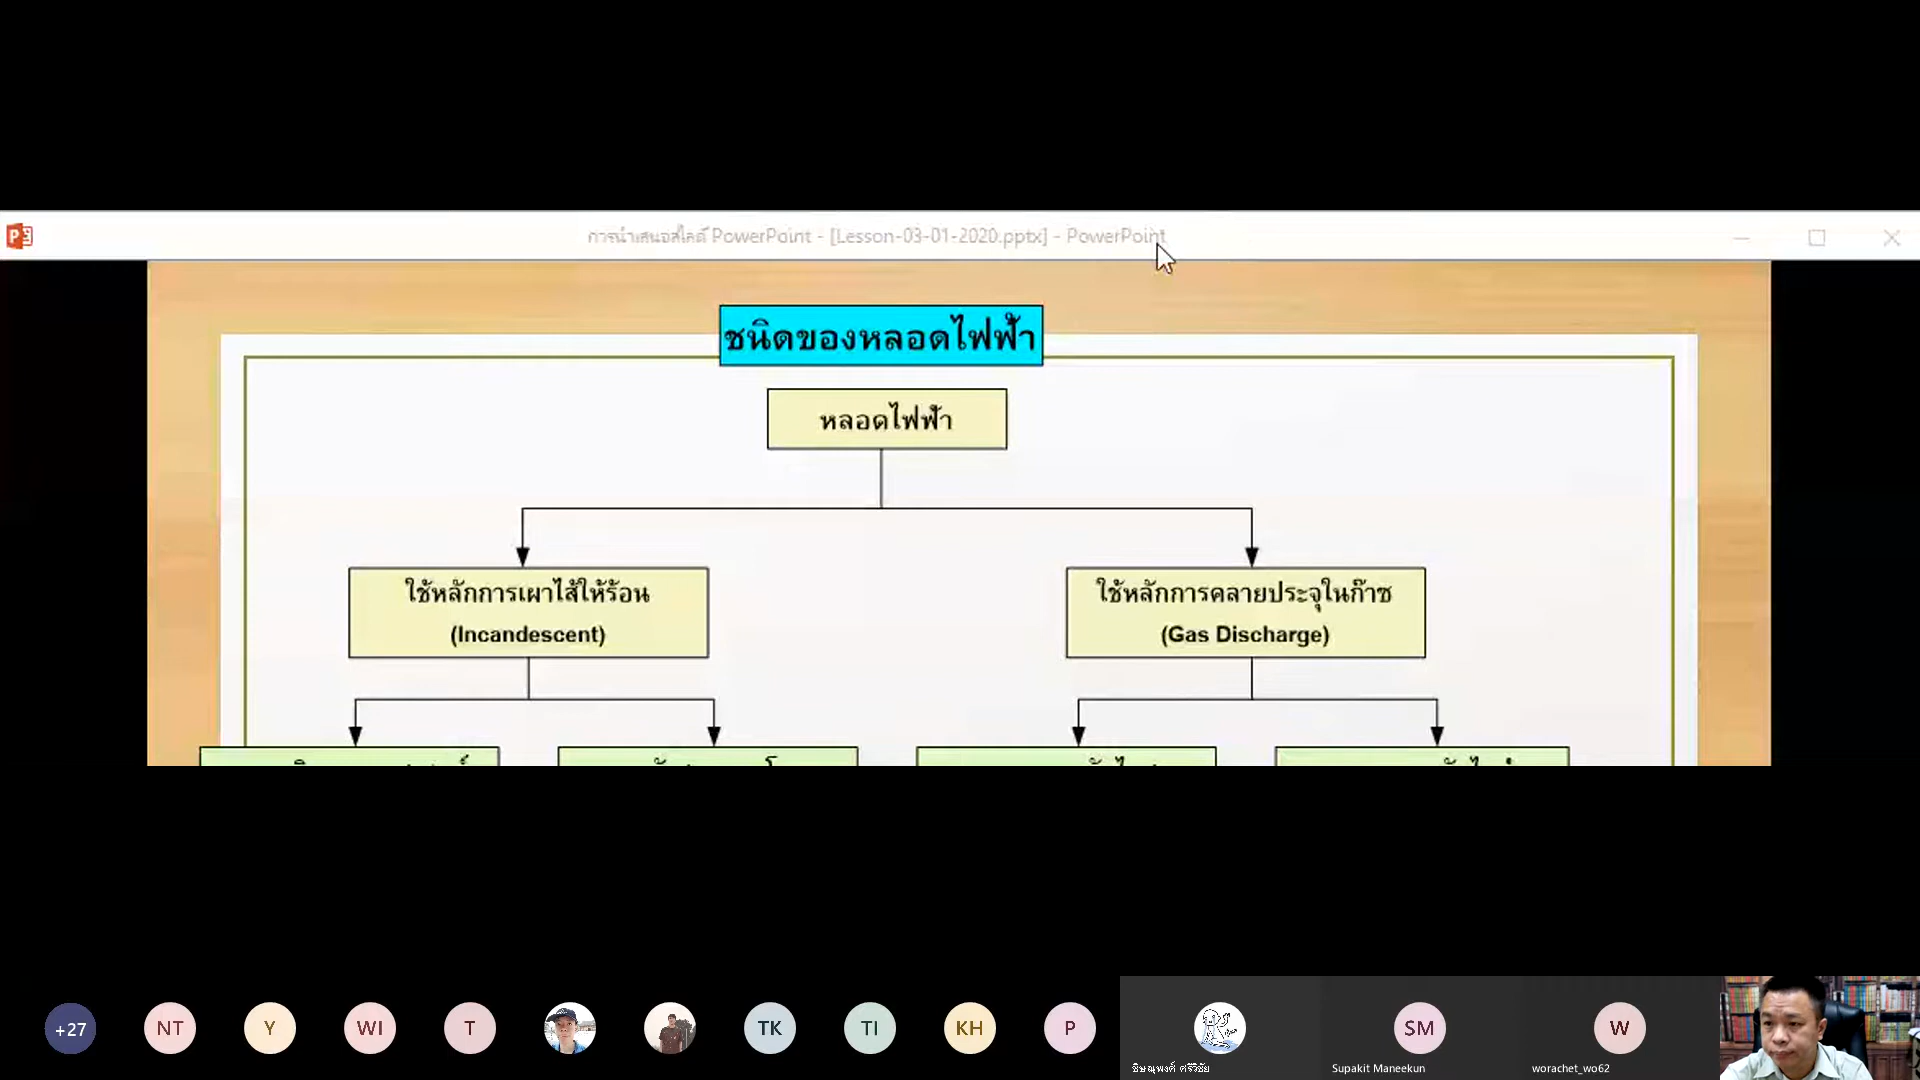 การนำเสนอสไลด์ PowerPoint - [Lesson-03-01-2020.pptx] - PowerPoint
ชนิดของหลอดไฟฟ้า
หลอดไฟฟ้า
ใช้หลักการเผาไส้ให้ร้อน
(Incandescent)
ใช้หลักการคลายประจุในก๊าซ
(Gas Discharge)
+27
NT
Y
WI
T
TK
TI
KH
P
SM
W
Supakit Maneekun
worachet_wo62